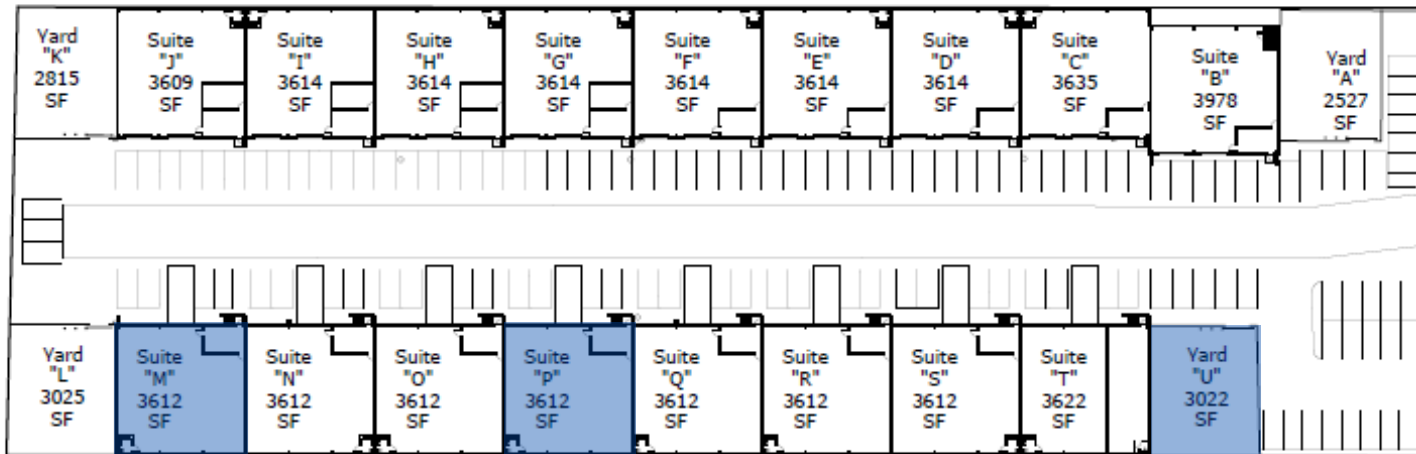 Yard
"K"
2815
SF
Suite
"J"
3609
SF
Suite
"I"
3614
SF
Suite
"H"
3614
SF
Suite
"G"
3614
SF
Suite
"F"
3614
SF
Suite
"E"
3614
SF
Suite
"D"
3614
SF
Suite
"C"
3635
SF
Suite
"B"
3978
SF
Yard
"A"
2527
SF
Yard
"L"
3025
SF
Suite
"M"
3612
SF
Suite
"N"
3612
SF
Suite
"O"
3612
SF
Suite
"P"
3612
SF
Suite
"Q"
3612
SF
Suite
"R"
3612
SF
Suite
"S"
3612
SF
Suite
"T"
3622
SF
Yard
"U"
3022
SF